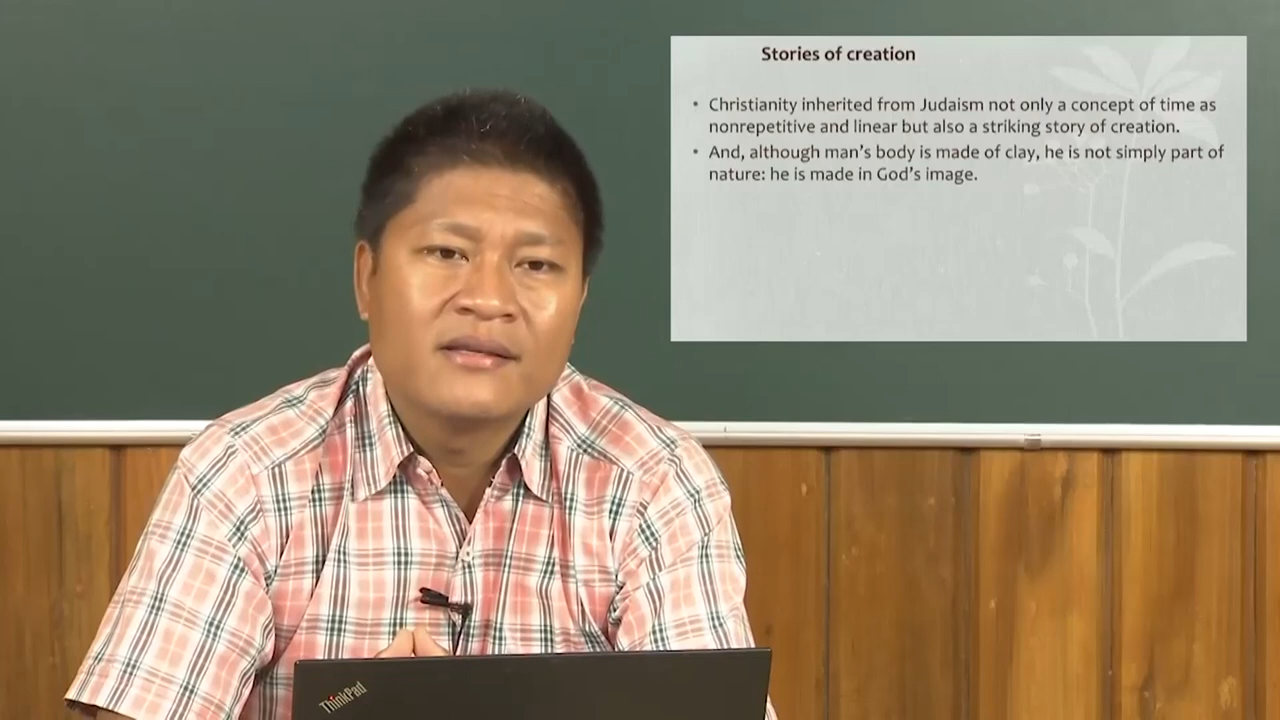 Stories of creation
• Christianity inherited from Judaism not only a concept of time as
nonrepetitive and linear but also a striking story of creation.
• And, although man's body is made of clay, he is not simply part of
nature: he is made in God's image.
ThinkPad